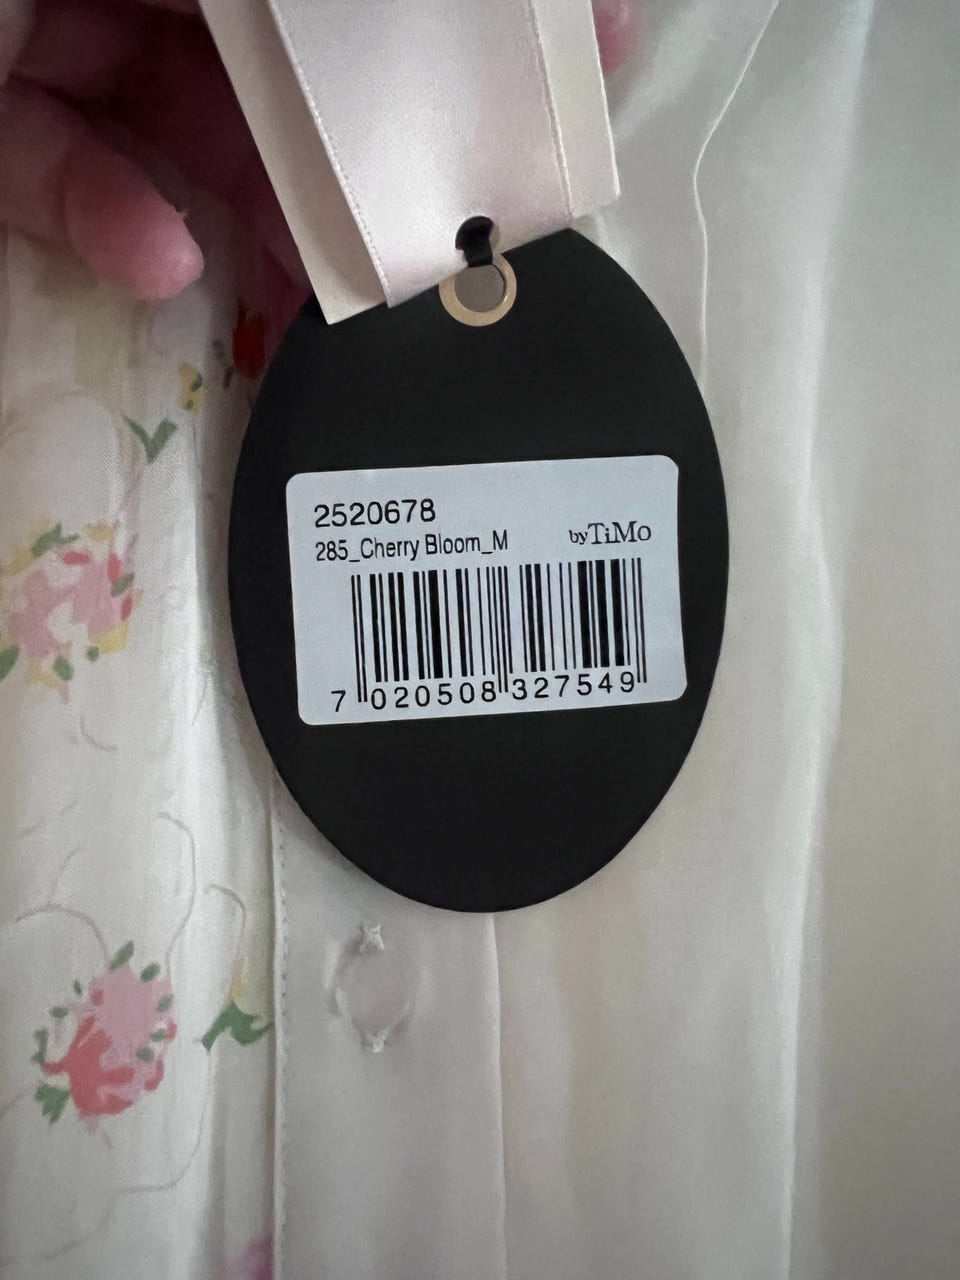 2520678
285_Cherry Bloom_M
byTiMo
7 020508 327549